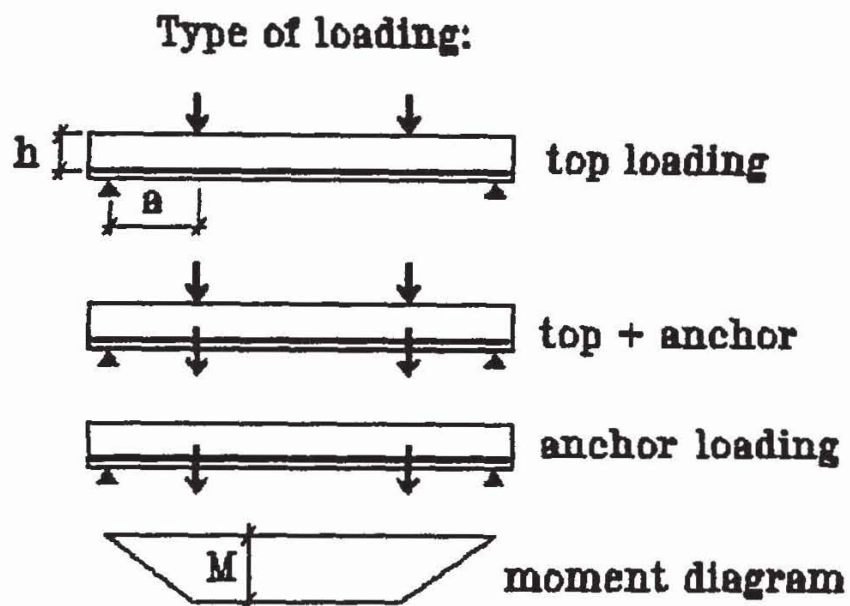 Type of loading:
h
top loading
a
top + anchor
anchor loading
M
moment diagram